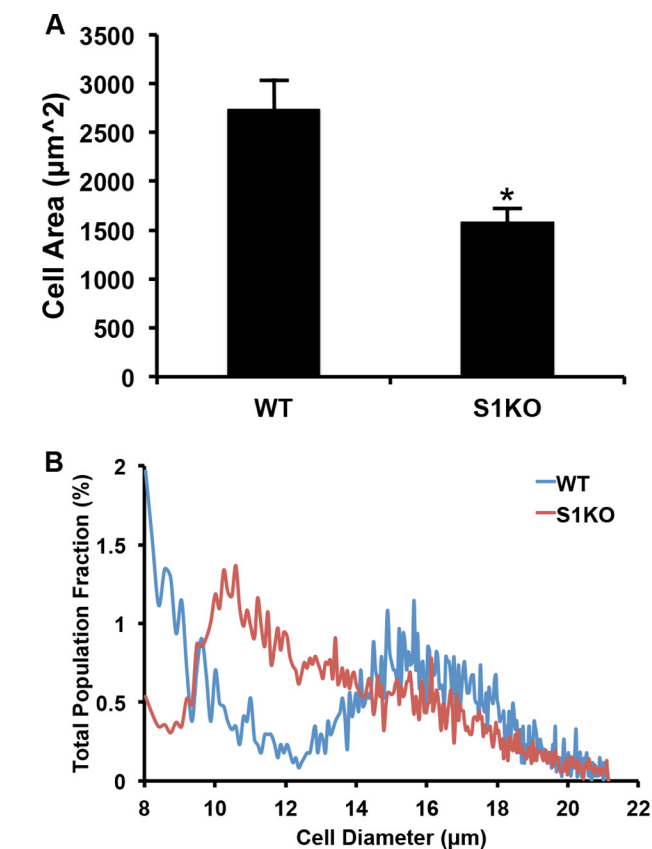 A
Cell Area (µm^2)
3500
3000
2500
2000
1500
1000
500
0
*
WT
S1KO
B
Total Population Fraction (%)
2
1.5
1
0.5
0
WT
S1KO
8
10
12
14
16
18
20
22
Cell Diameter (µm)